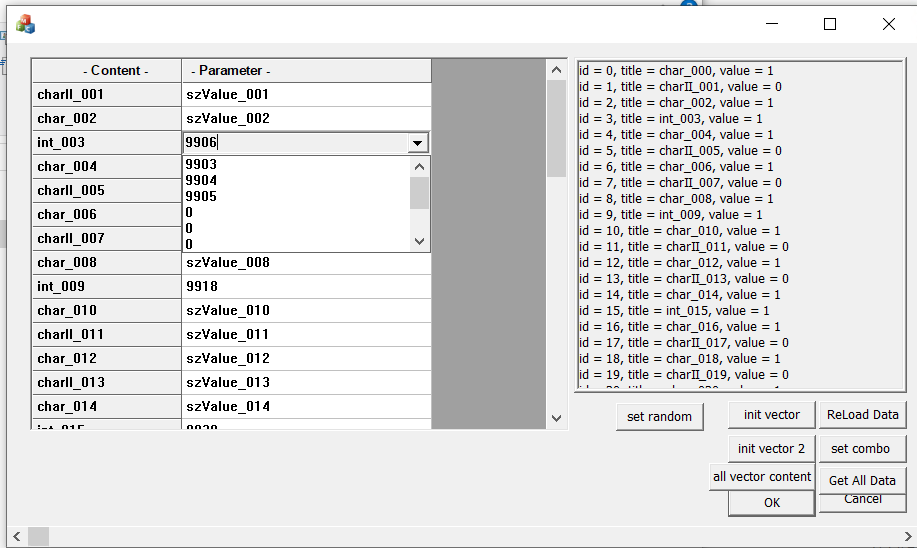 - Content - - Parameter -
charII_001 szValue_001
char_002 szValue_002
int_003 9906
char_004 9903
9904
charII_005 9905
char_006 0
charII_007 0
0
char_008 szValue_008
int_009 9918
char_010 szValue_010
charII_011 szValue_011
char_012 szValue_012
charII_013 szValue_013
char_014 szValue_014
id = 0, title = char_000, value = 1
id = 1, title = charII_001, value = 0
id = 2, title = char_002, value = 1
id = 3, title = int_003, value = 1
id = 4, title = char_004, value = 1
id = 5, title = charII_005, value = 0
id = 6, title = char_006, value = 1
id = 7, title = charII_007, value = 0
id = 8, title = char_008, value = 1
id = 9, title = int_009, value = 1
id = 10, title = char_010, value = 1
id = 11, title = charII_011, value = 0
id = 12, title = char_012, value = 1
id = 13, title = charII_013, value = 0
id = 14, title = char_014, value = 1
id = 15, title = int_015, value = 1
id = 16, title = char_016, value = 1
id = 17, title = charII_017, value = 0
id = 18, title = char_018, value = 1
id = 19, title = charII_019, value = 0
set random init vector ReLoad Data
init vector 2 set combo
all vector content Get All Data
OK Cancel